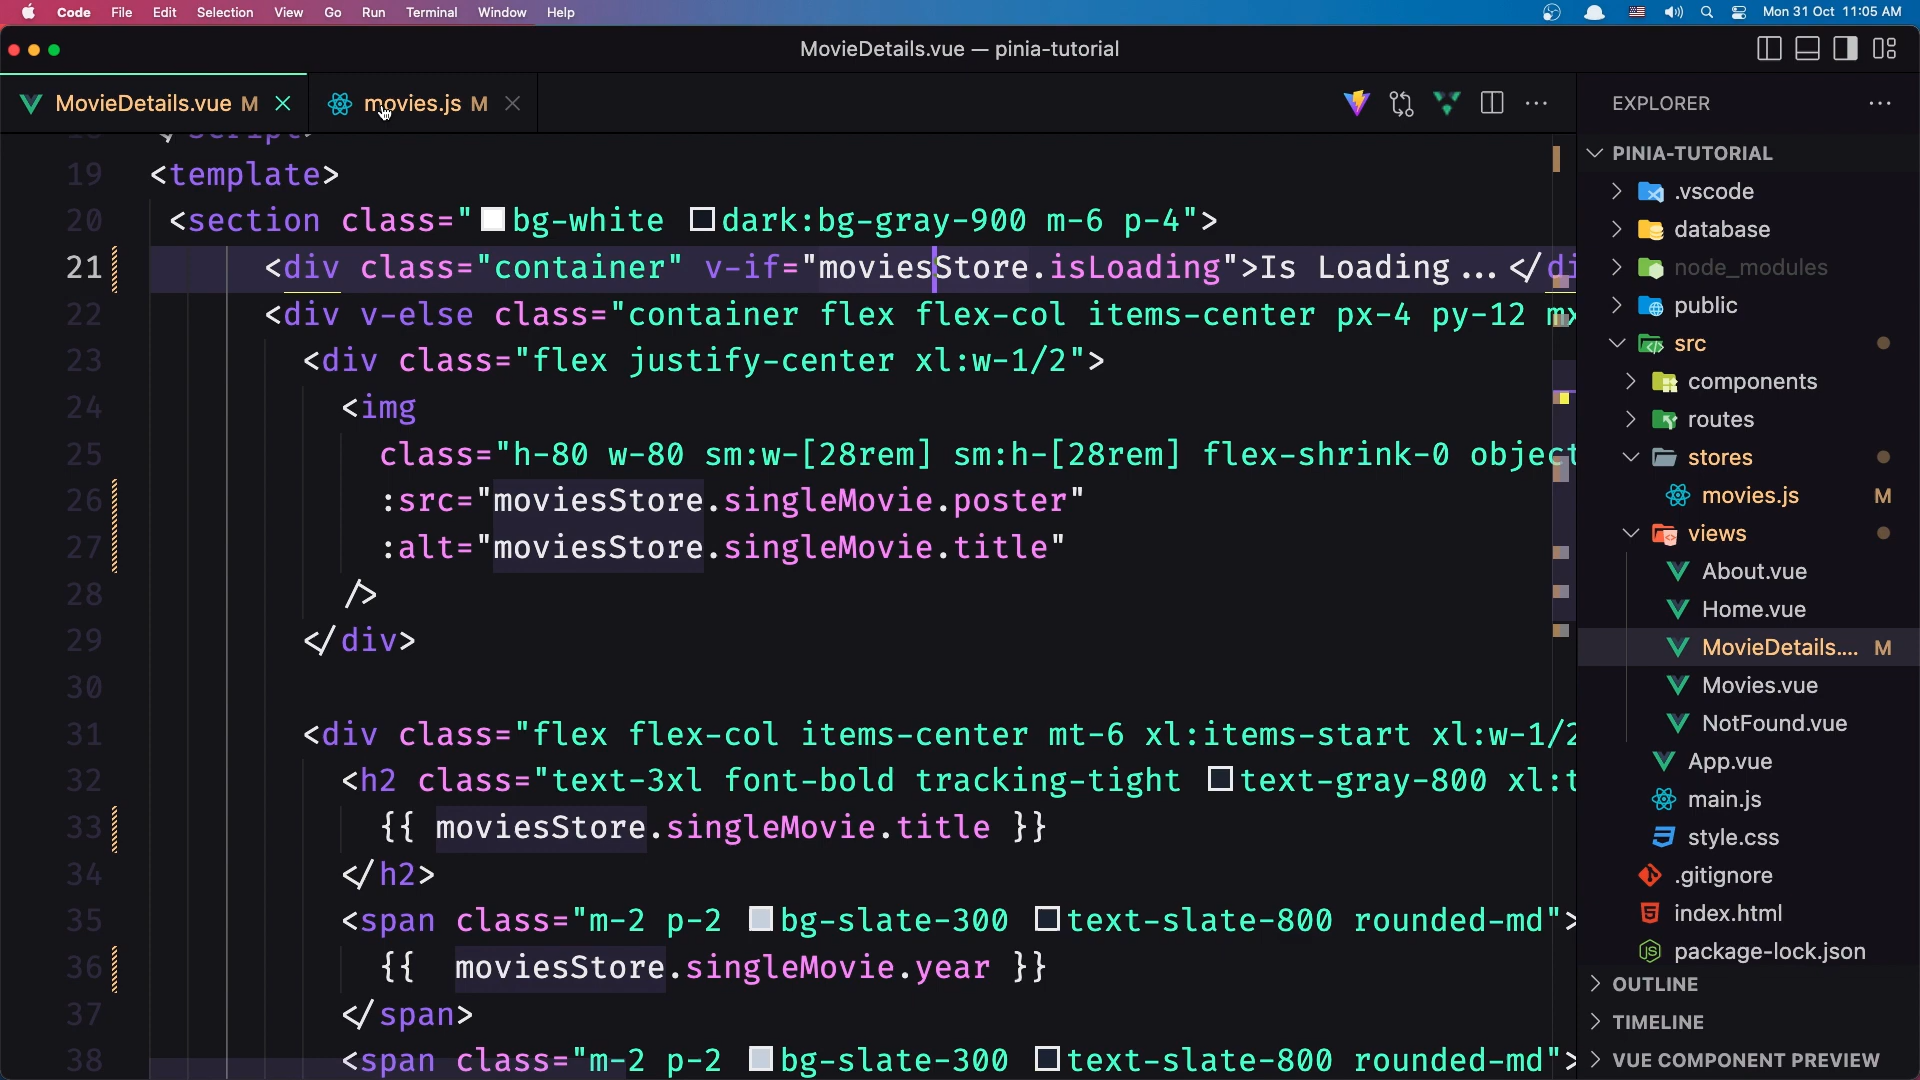 Code File Edit Selection View Go Run Terminal Window Help Mon 31 Oct 11:05 AM
MovieDetails.vue — pinia-tutorial
MovieDetails.vue M movies.js M
EXPLORER
PINIA-TUTORIAL
.vscode
database
node_modules
public
src
components
routes
stores
movies.js M
views
About.vue
Home.vue
MovieDetails.... M
Movies.vue
NotFound.vue
App.vue
main.js
style.css
.gitignore
index.html
package-lock.json
OUTLINE
TIMELINE
VUE COMPONENT PREVIEW
18 </script>
19 <template>
20 <section class="bg-white dark:bg-gray-900 m-6 p-4">
21 <div class="container" v-if="moviesStore.isLoading">Is Loading...</di
22 <div v-else class="container flex flex-col items-center px-4 py-12 mx
23 <div class="flex justify-center xl:w-1/2">
24 <img
25 class="h-80 w-80 sm:w-[28rem] sm:h-[28rem] flex-shrink-0 object
26 :src="moviesStore.singleMovie.poster"
27 :alt="moviesStore.singleMovie.title"
28 />
29 </div>
30
31 <div class="flex flex-col items-center mt-6 xl:items-start xl:w-1/2
32 <h2 class="text-3xl font-bold tracking-tight text-gray-800 xl:t
33 {{ moviesStore.singleMovie.title }}
34 </h2>
35 <span class="m-2 p-2 bg-slate-300 text-slate-800 rounded-md">
36 {{ moviesStore.singleMovie.year }}
37 </span>
38 <span class="m-2 p-2 bg-slate-300 text-slate-800 rounded-md">